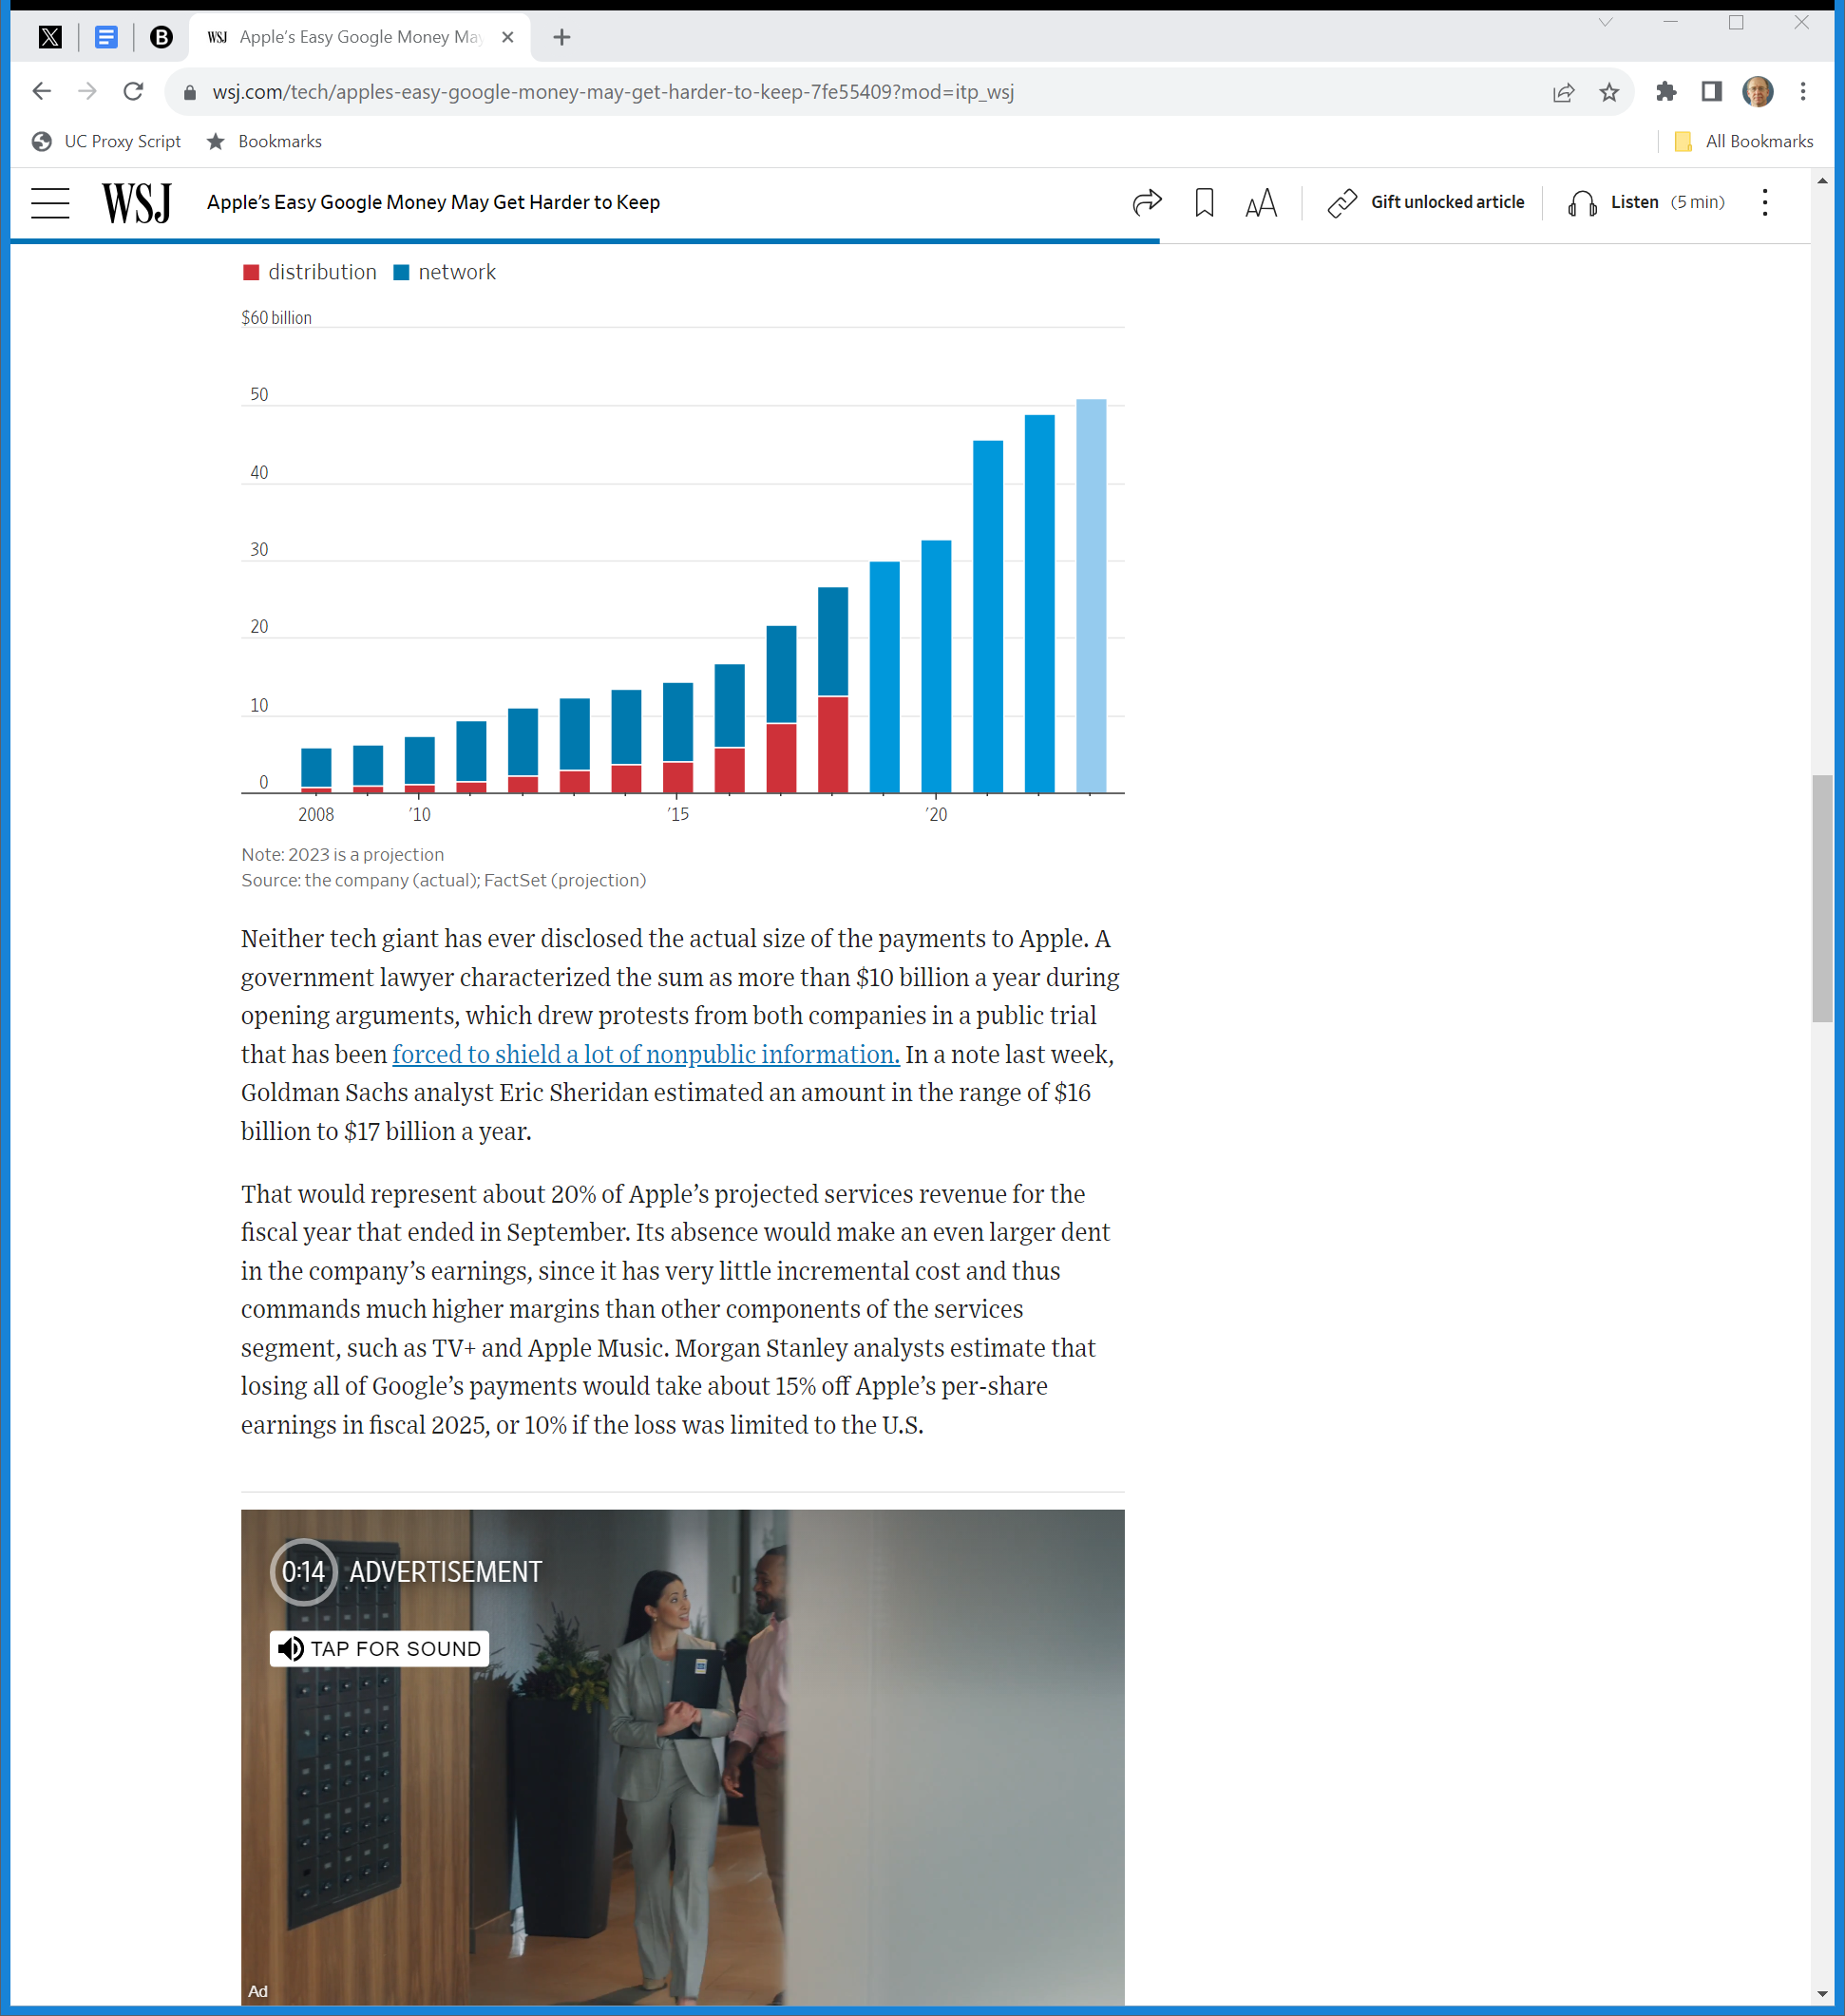 WSJ Apple's Easy Google Money May
wsj.com/tech/apples-easy-google-money-may-get-harder-to-keep-7fe55409?mod=itp_wsj
UC Proxy Script Bookmarks All Bookmarks
WSJ Apple's Easy Google Money May Get Harder to Keep Gift unlocked article Listen (5 min)
distribution network
$60 billion
50
40
30
20
10
0
2008 '10 '15 '20
Note: 2023 is a projection
Source: the company (actual); FactSet (projection)
Neither tech giant has ever disclosed the actual size of the payments to Apple. A
government lawyer characterized the sum as more than $10 billion a year during
opening arguments, which drew protests from both companies in a public trial
that has been forced to shield a lot of nonpublic information. In a note last week,
Goldman Sachs analyst Eric Sheridan estimated an amount in the range of $16
billion to $17 billion a year.
That would represent about 20% of Apple's projected services revenue for the
fiscal year that ended in September. Its absence would make an even larger dent
in the company's earnings, since it has very little incremental cost and thus
commands much higher margins than other components of the services
segment, such as TV+ and Apple Music. Morgan Stanley analysts estimate that
losing all of Google's payments would take about 15% off Apple's per-share
earnings in fiscal 2025, or 10% if the loss was limited to the U.S.
0:14 ADVERTISEMENT
TAP FOR SOUND
Ad